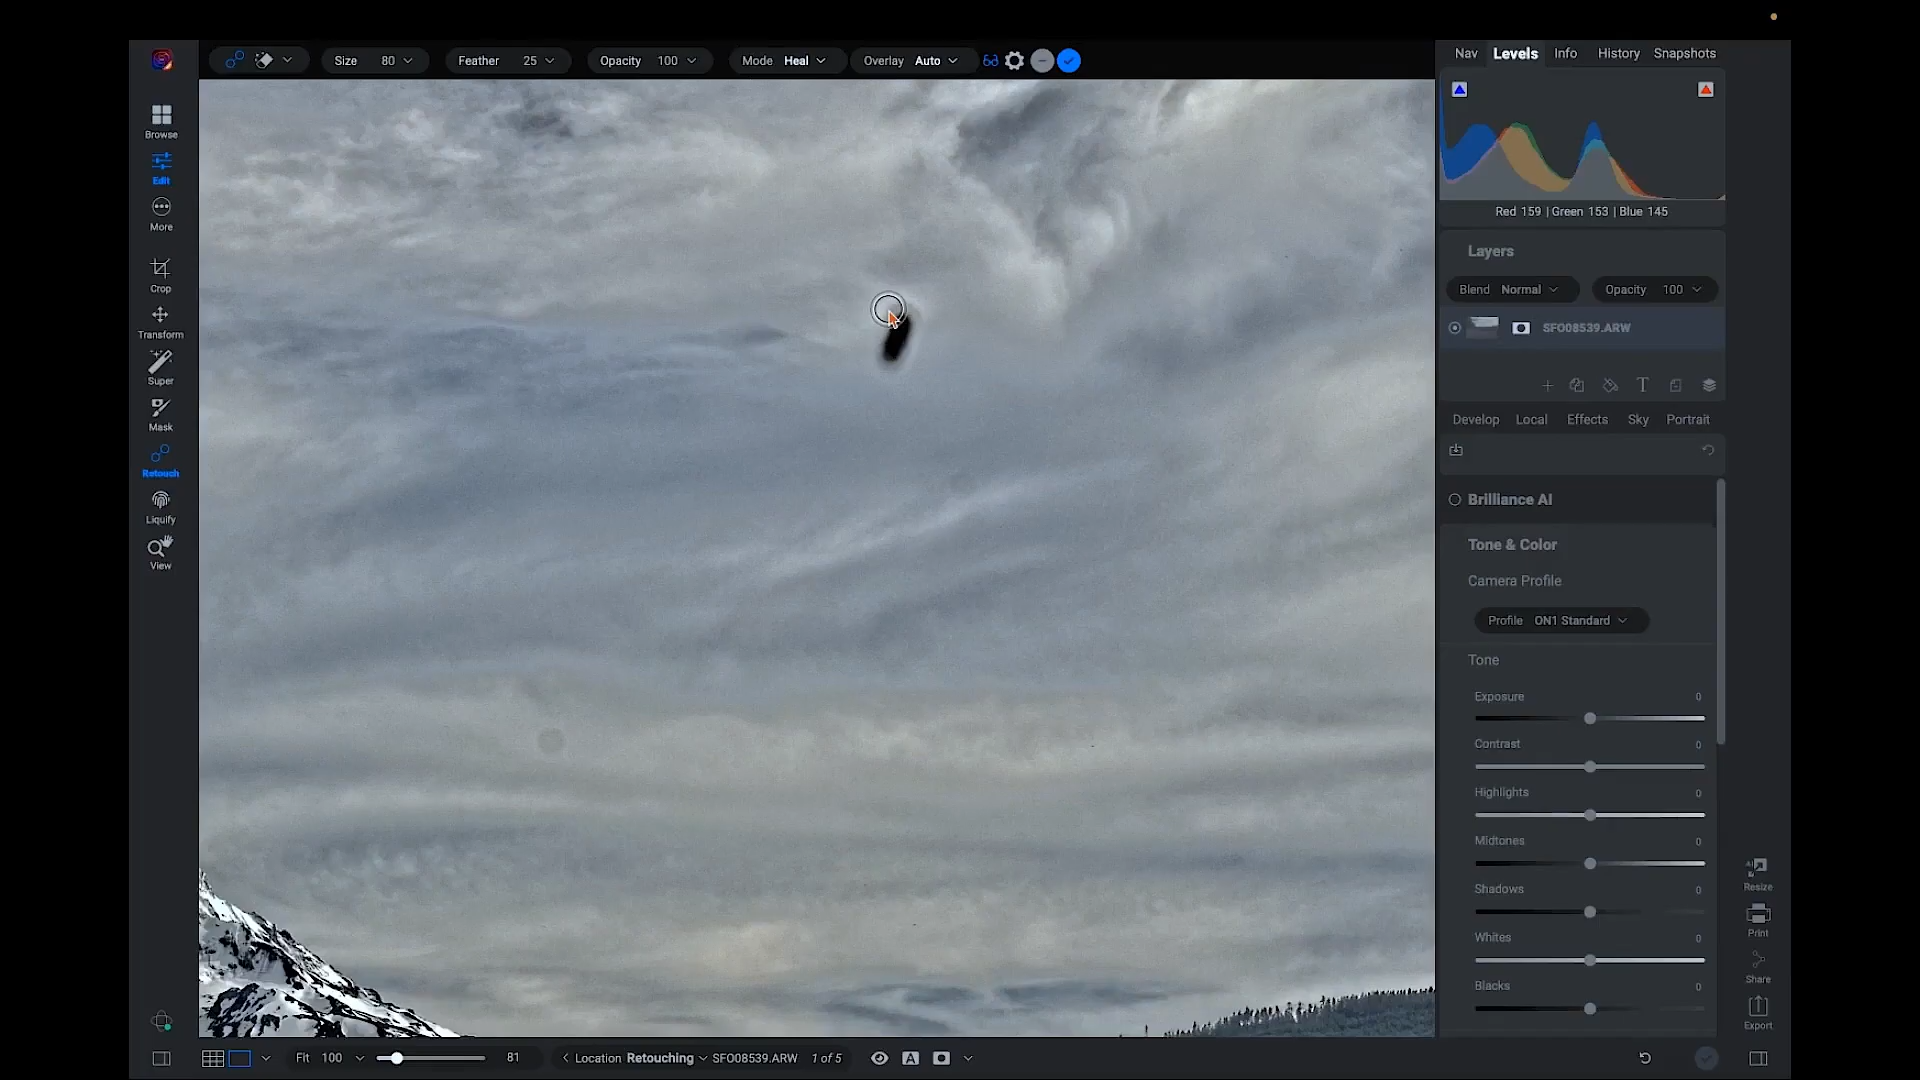 Size 80 Feather 25 Opacity 100 Mode Heal Overlay Auto
Nav Levels Info History Snapshots
Browse
Edit
More
Crop
Transform
Super
Mask
Retouch
Liquify
View
Red 159 | Green 153 | Blue 145
Layers
Blend Normal Opacity 100
SFO08539.ARW
Develop Local Effects Sky Portrait
Brilliance AI
Tone & Color
Camera Profile
Profile ON1 Standard
Tone
Exposure 0
Contrast 0
Highlights 0
Midtones 0
Shadows 0
Whites 0
Blacks 0
AI
Resize
Print
Share
Export
Fit 100 81 Location Retouching SFO08539.ARW 1 of 5 A